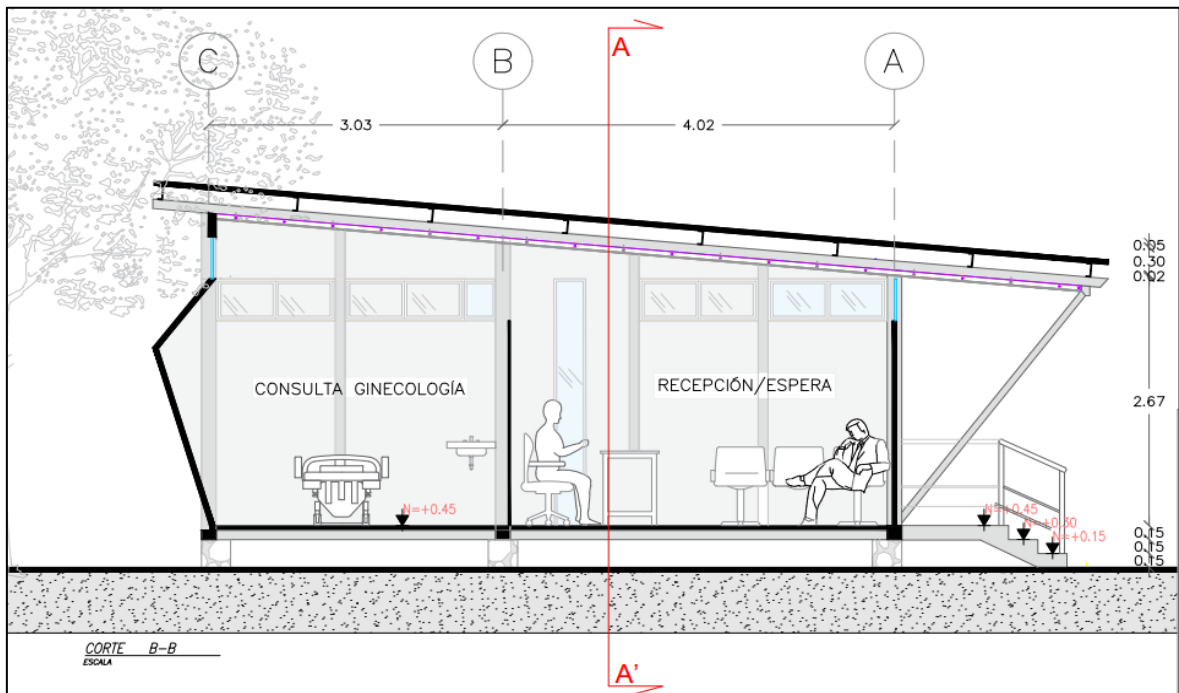 A
C
B
A
3.03
4.02
0.05
0.30
0.02
CONSULTA GINECOLOGÍA
RECEPCIÓN/ESPERA
2.67
N=+0.45
N=+0.45
N=+0.30
N=+0.15
0.15
0.15
0.15
CORTE B-B
ESCALA
A'